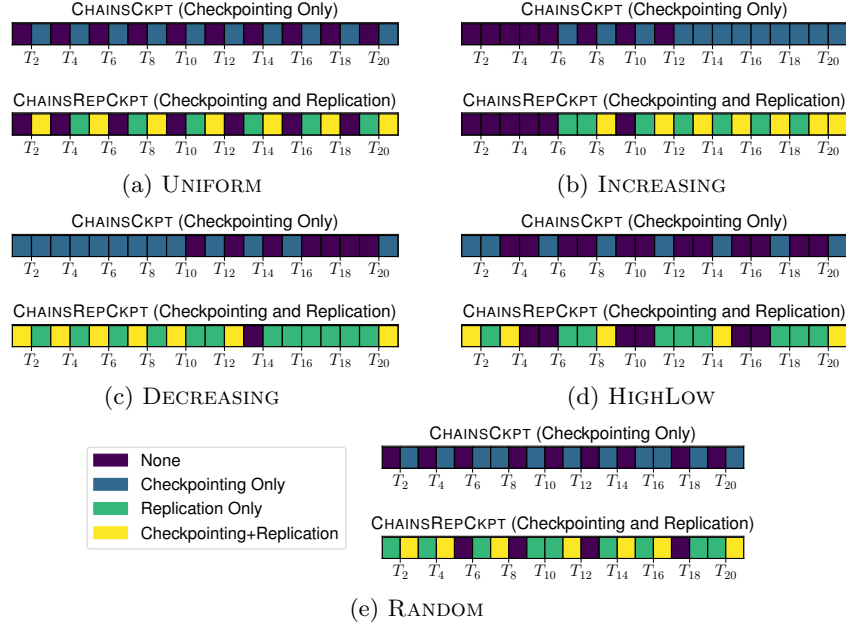 CHAINSCKPT (Checkpointing Only)
T2 T4 T6 T8 T10 T12 T14 T16 T18 T20
CHAINSREPCKPT (Checkpointing and Replication)
T2 T4 T6 T8 T10 T12 T14 T16 T18 T20
(a) UNIFORM
CHAINSCKPT (Checkpointing Only)
T2 T4 T6 T8 T10 T12 T14 T16 T18 T20
CHAINSREPCKPT (Checkpointing and Replication)
T2 T4 T6 T8 T10 T12 T14 T16 T18 T20
(b) INCREASING
CHAINSCKPT (Checkpointing Only)
T2 T4 T6 T8 T10 T12 T14 T16 T18 T20
CHAINSREPCKPT (Checkpointing and Replication)
T2 T4 T6 T8 T10 T12 T14 T16 T18 T20
(c) DECREASING
CHAINSCKPT (Checkpointing Only)
T2 T4 T6 T8 T10 T12 T14 T16 T18 T20
CHAINSREPCKPT (Checkpointing and Replication)
T2 T4 T6 T8 T10 T12 T14 T16 T18 T20
(d) HIGHLOW
None
Checkpointing Only
Replication Only
Checkpointing+Replication
CHAINSCKPT (Checkpointing Only)
T2 T4 T6 T8 T10 T12 T14 T16 T18 T20
CHAINSREPCKPT (Checkpointing and Replication)
T2 T4 T6 T8 T10 T12 T14 T16 T18 T20
(e) RANDOM